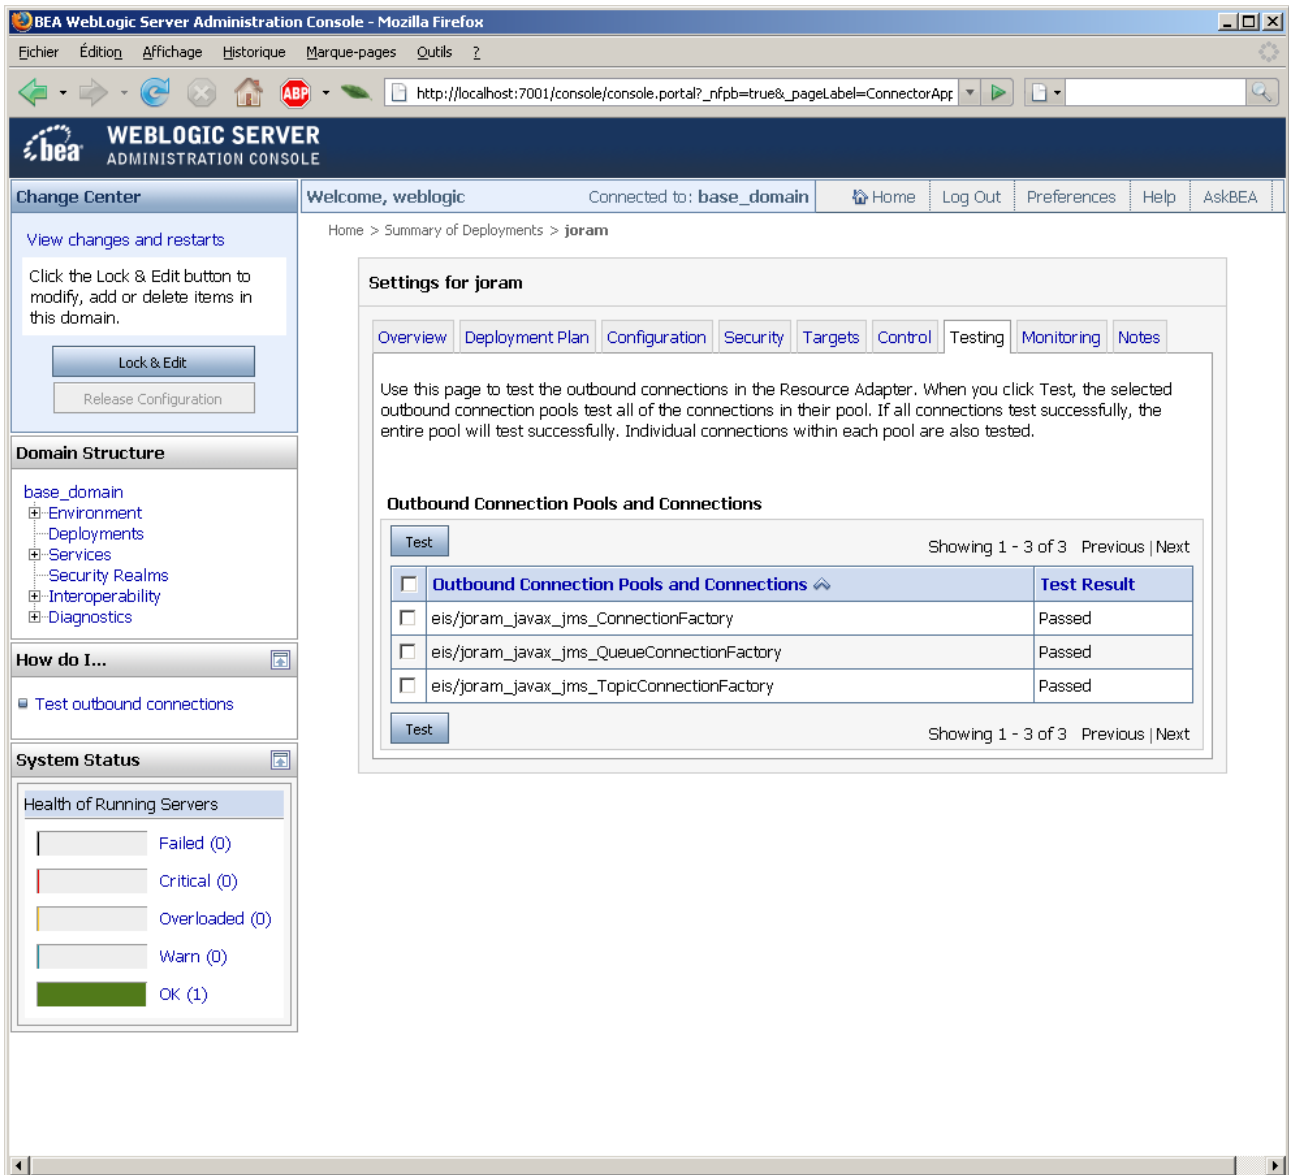 BEA WebLogic Server Administration Console - Mozilla Firefox
Fichier Édition Affichage Historique Marque-pages Outils ?
ABP http://localhost:7001/console/console.portal?_nfpb=true&_pageLabel=ConnectorApp
bea WEBLOGIC SERVER
ADMINISTRATION CONSOLE
Change Center
Welcome, weblogic Connected to: base_domain Home Log Out Preferences Help AskBEA
View changes and restarts
Click the Lock & Edit button to
modify, add or delete items in
this domain.
Lock & Edit
Release Configuration
Domain Structure
base_domain
Environment
Deployments
Services
Security Realms
Interoperability
Diagnostics
How do I...
Test outbound connections
System Status
Health of Running Servers
Failed (0)
Critical (0)
Overloaded (0)
Warn (0)
OK (1)
Home > Summary of Deployments > joram
Settings for joram
Overview Deployment Plan Configuration Security Targets Control Testing Monitoring Notes
Use this page to test the outbound connections in the Resource Adapter. When you click Test, the selected
outbound connection pools test all of the connections in their pool. If all connections test successfully, the
entire pool will test successfully. Individual connections within each pool are also tested.
Outbound Connection Pools and Connections
Test Showing 1 - 3 of 3 Previous | Next
Outbound Connection Pools and Connections Test Result
eis/joram_javax_jms_ConnectionFactory Passed
eis/joram_javax_jms_QueueConnectionFactory Passed
eis/joram_javax_jms_TopicConnectionFactory Passed
Test Showing 1 - 3 of 3 Previous | Next